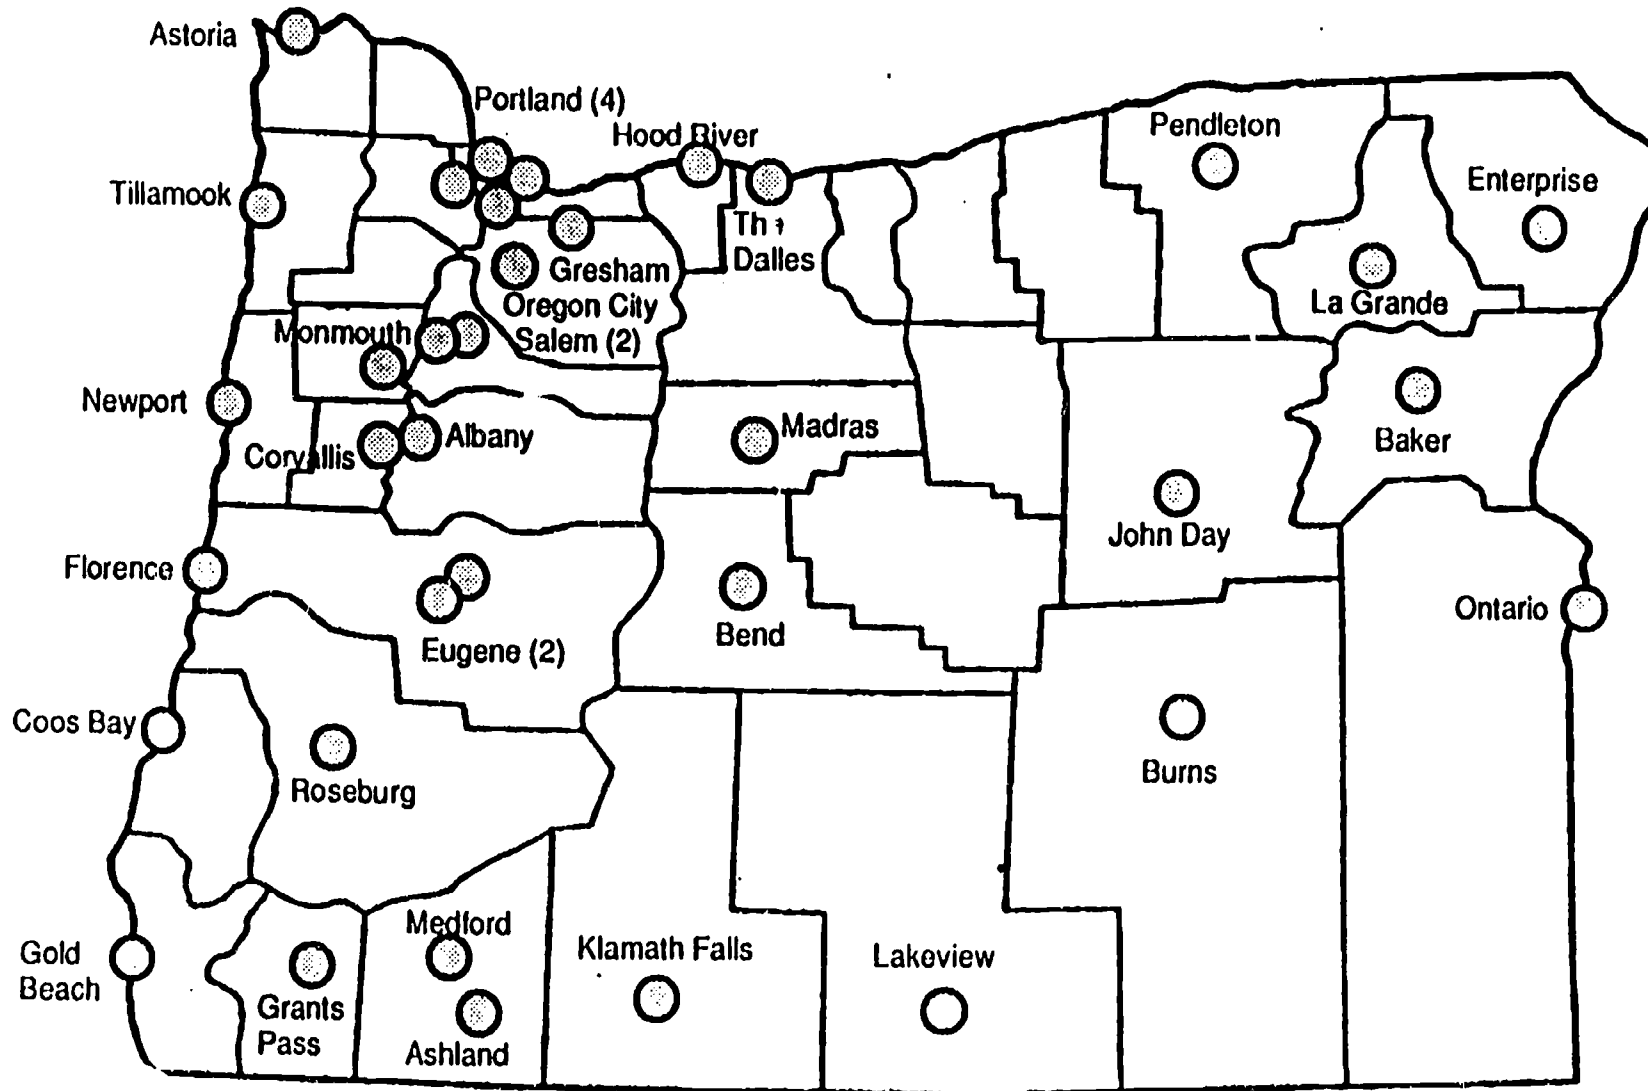 Astoria
Portland (4)
Hood River
Pendleton
Tillamook
Enterprise
The
Dalles
Gresham
La Grande
Oregon City
Monmouth
Salem (2)
Newport
Madras
Albany
Baker
Corvallis
John Day
Florence
Ontario
Bend
Eugene (2)
Coos Bay
Burns
Roseburg
Medford
Klamath Falls
Lakeview
Gold
Beach
Grants
Pass
Ashland